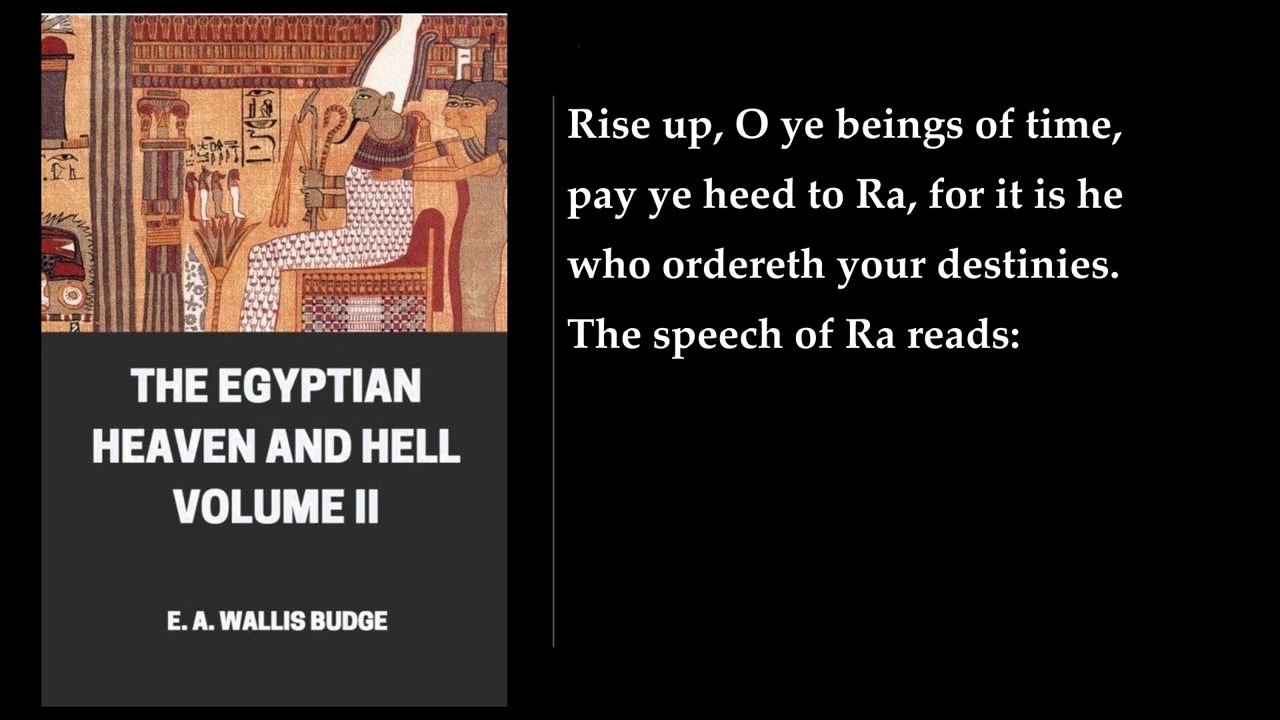 THE EGYPTIAN
HEAVEN AND HELL
VOLUME II
E. A. WALLIS BUDGE
Rise up, O ye beings of time,
pay ye heed to Ra, for it is he
who ordereth your destinies.
The speech of Ra reads: